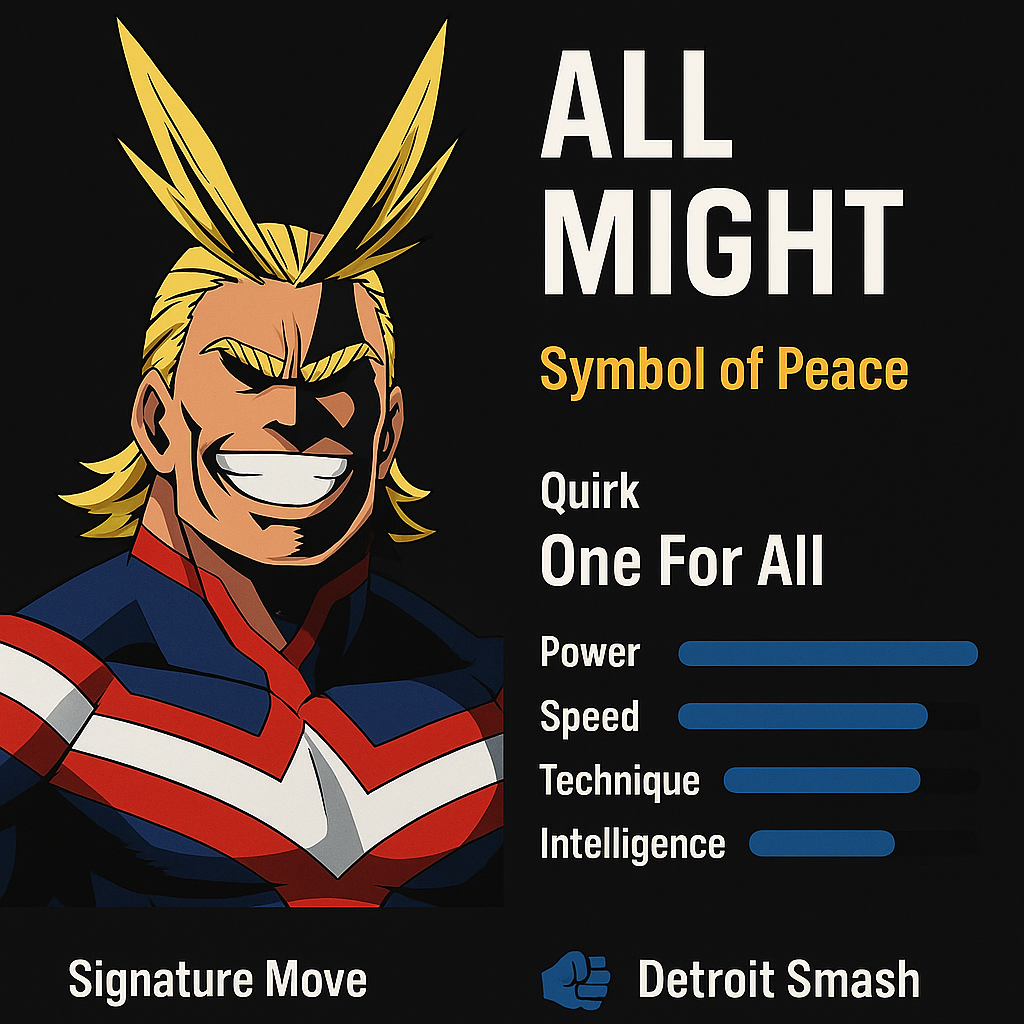 ALL
MIGHT
Symbol of Peace
Quirk
One For All
Power
Speed
Technique
Intelligence
Signature Move
Detroit Smash